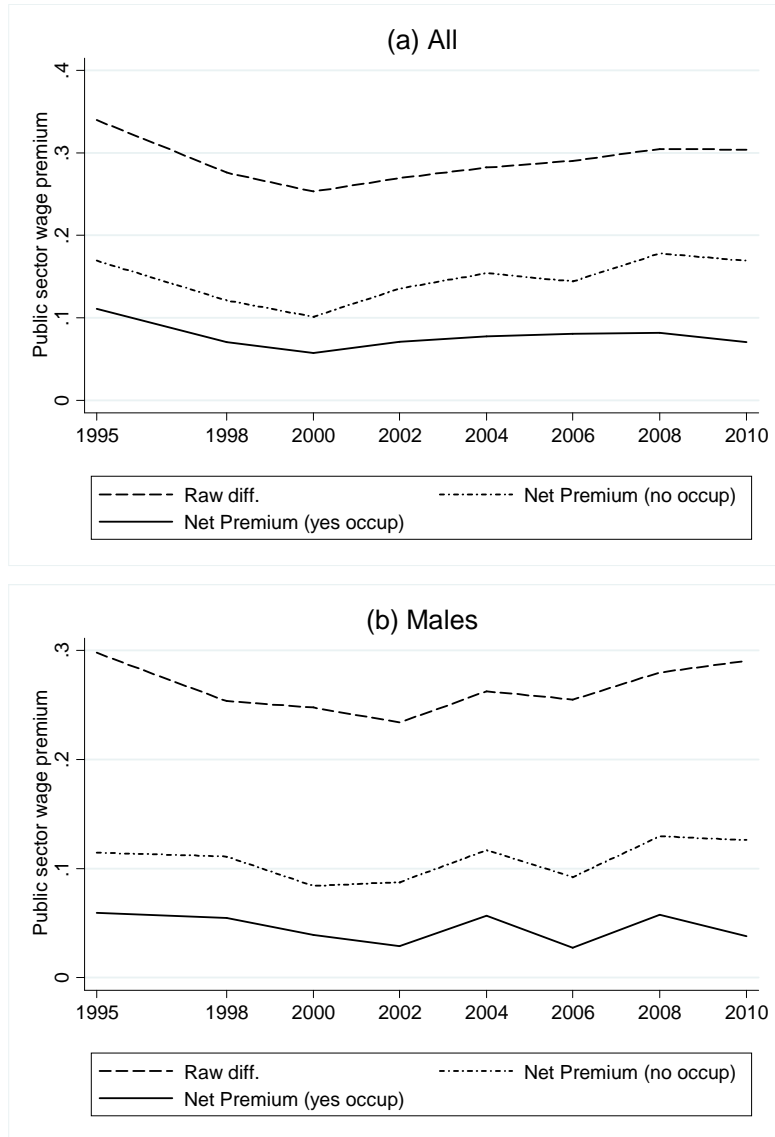 (a) All
Public sector wage premium
.4
.3
.2
.1
0
1995 1998 2000 2002 2004 2006 2008 2010
Raw diff. Net Premium (no occup)
Net Premium (yes occup)
(b) Males
Public sector wage premium
.3
.2
.1
0
1995 1998 2000 2002 2004 2006 2008 2010
Raw diff. Net Premium (no occup)
Net Premium (yes occup)